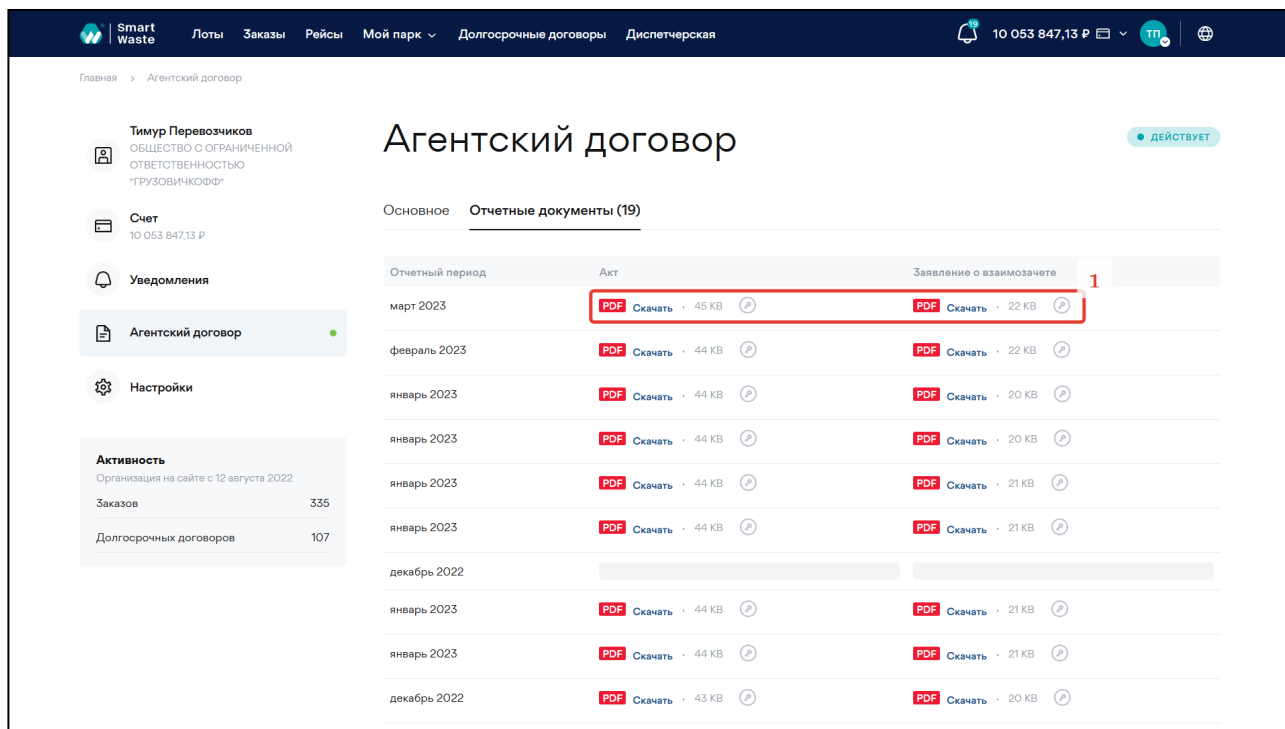 Smart
Waste
Лоты Заказы Рейсы Мой парк Долгосрочные договоры Диспетчерская 19 10 053 847,13 ₽ ТП
Главная › Агентский договор
Тимур Перевозчиков
ОБЩЕСТВО С ОГРАНИЧЕННОЙ
ОТВЕТСТВЕННОСТЬЮ
"ГРУЗОВИЧКОФФ"
Счет
10 053 847,13 ₽
Уведомления
Агентский договор
Настройки
Активность
Организация на сайте с 12 августа 2022
Заказов 335
Долгосрочных договоров 107
Агентский договор
ДЕЙСТВУЕТ
Основное Отчетные документы (19)
Отчетный период Акт Заявление о взаимозачете
1
март 2023 PDF Скачать · 45 KB PDF Скачать · 22 KB
февраль 2023 PDF Скачать · 44 KB PDF Скачать · 22 KB
январь 2023 PDF Скачать · 44 KB PDF Скачать · 20 KB
январь 2023 PDF Скачать · 44 KB PDF Скачать · 20 KB
январь 2023 PDF Скачать · 44 KB PDF Скачать · 21 KB
январь 2023 PDF Скачать · 44 KB PDF Скачать · 21 KB
декабрь 2022
январь 2023 PDF Скачать · 44 KB PDF Скачать · 21 KB
январь 2023 PDF Скачать · 44 KB PDF Скачать · 21 KB
декабрь 2022 PDF Скачать · 43 KB PDF Скачать · 20 KB